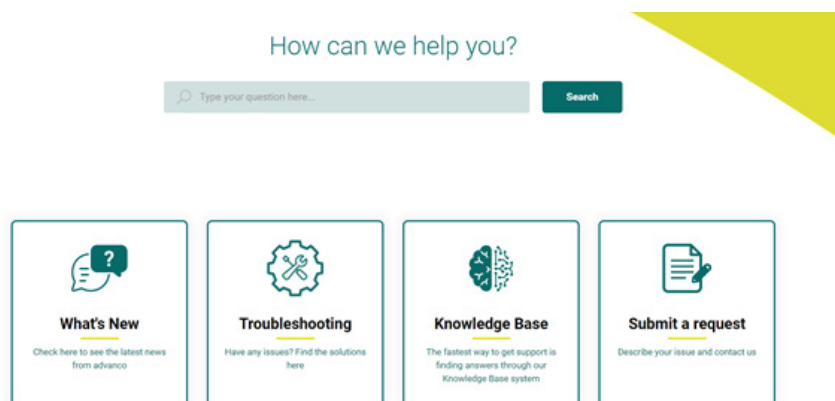 How can we help you?
Type your question here...
Search
?
What's New
Check here to see the latest news
from advanco
Troubleshooting
Have any issues? Find the solutions
here
Knowledge Base
The fastest way to get support is
finding answers through our
Knowledge Base system
Submit a request
Describe your issue and contact us